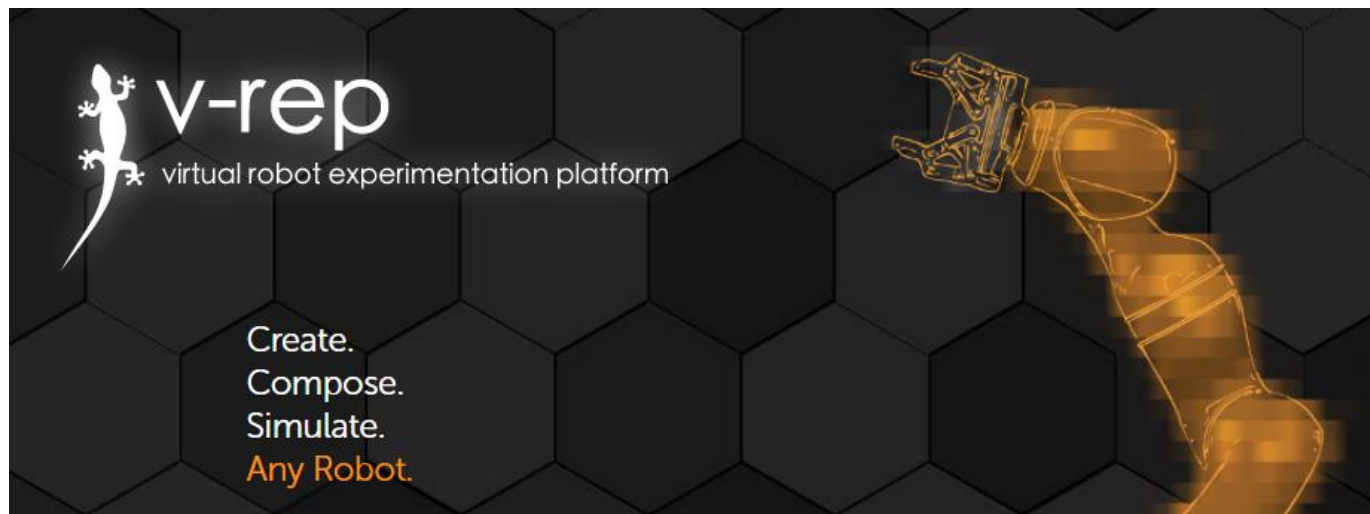 v-rep
virtual robot experimentation platform
Create.
Compose.
Simulate.
Any Robot.